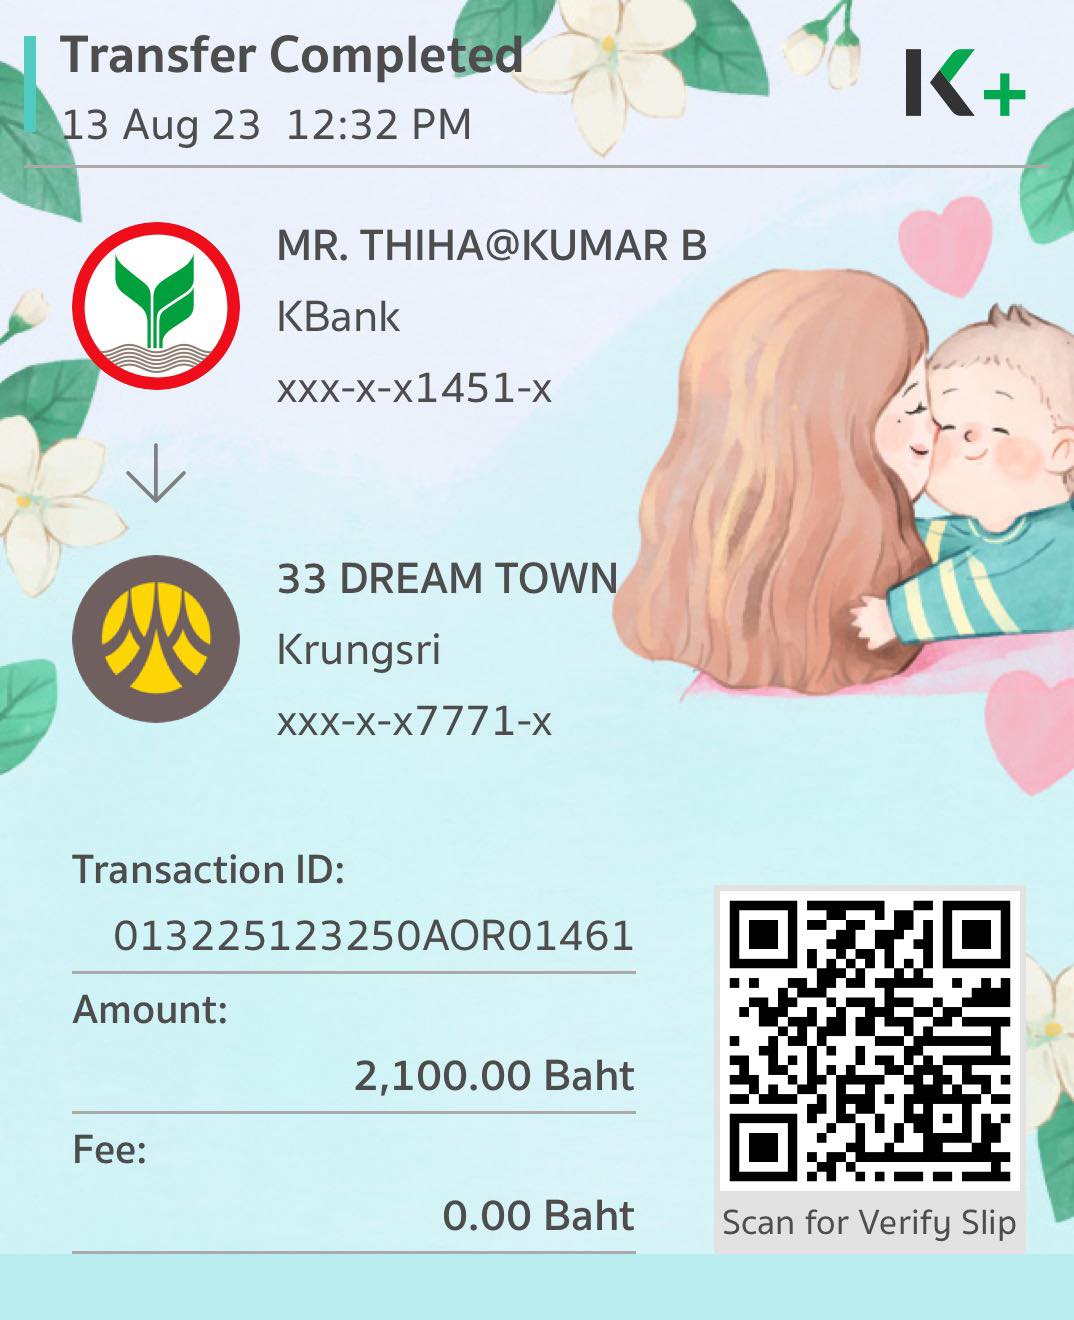 Transfer Completed
13 Aug 23 12:32 PM
K+
MR. THIHA@KUMAR B
KBank
xxx-x-x1451-x
33 DREAM TOWN
Krungsri
xxx-x-x7771-x
Transaction ID:
013225123250AOR01461
Amount:
2,100.00 Baht
Fee:
0.00 Baht
Scan for Verify Slip